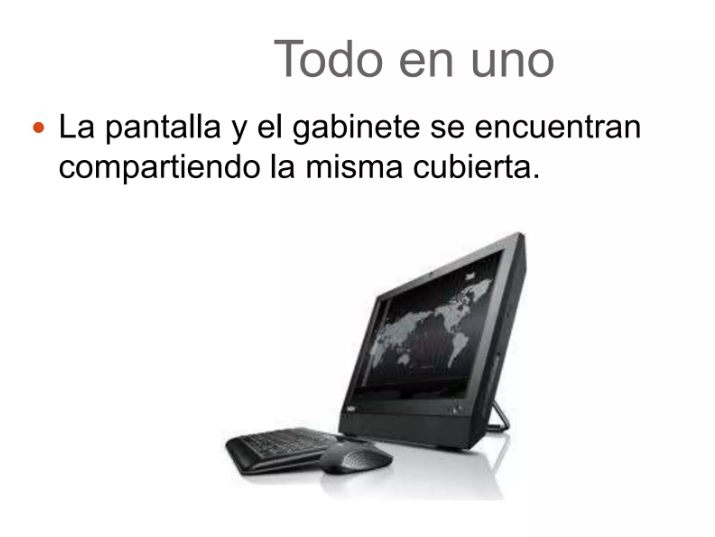 Todo en uno
La pantalla y el gabinete se encuentran
compartiendo la misma cubierta.